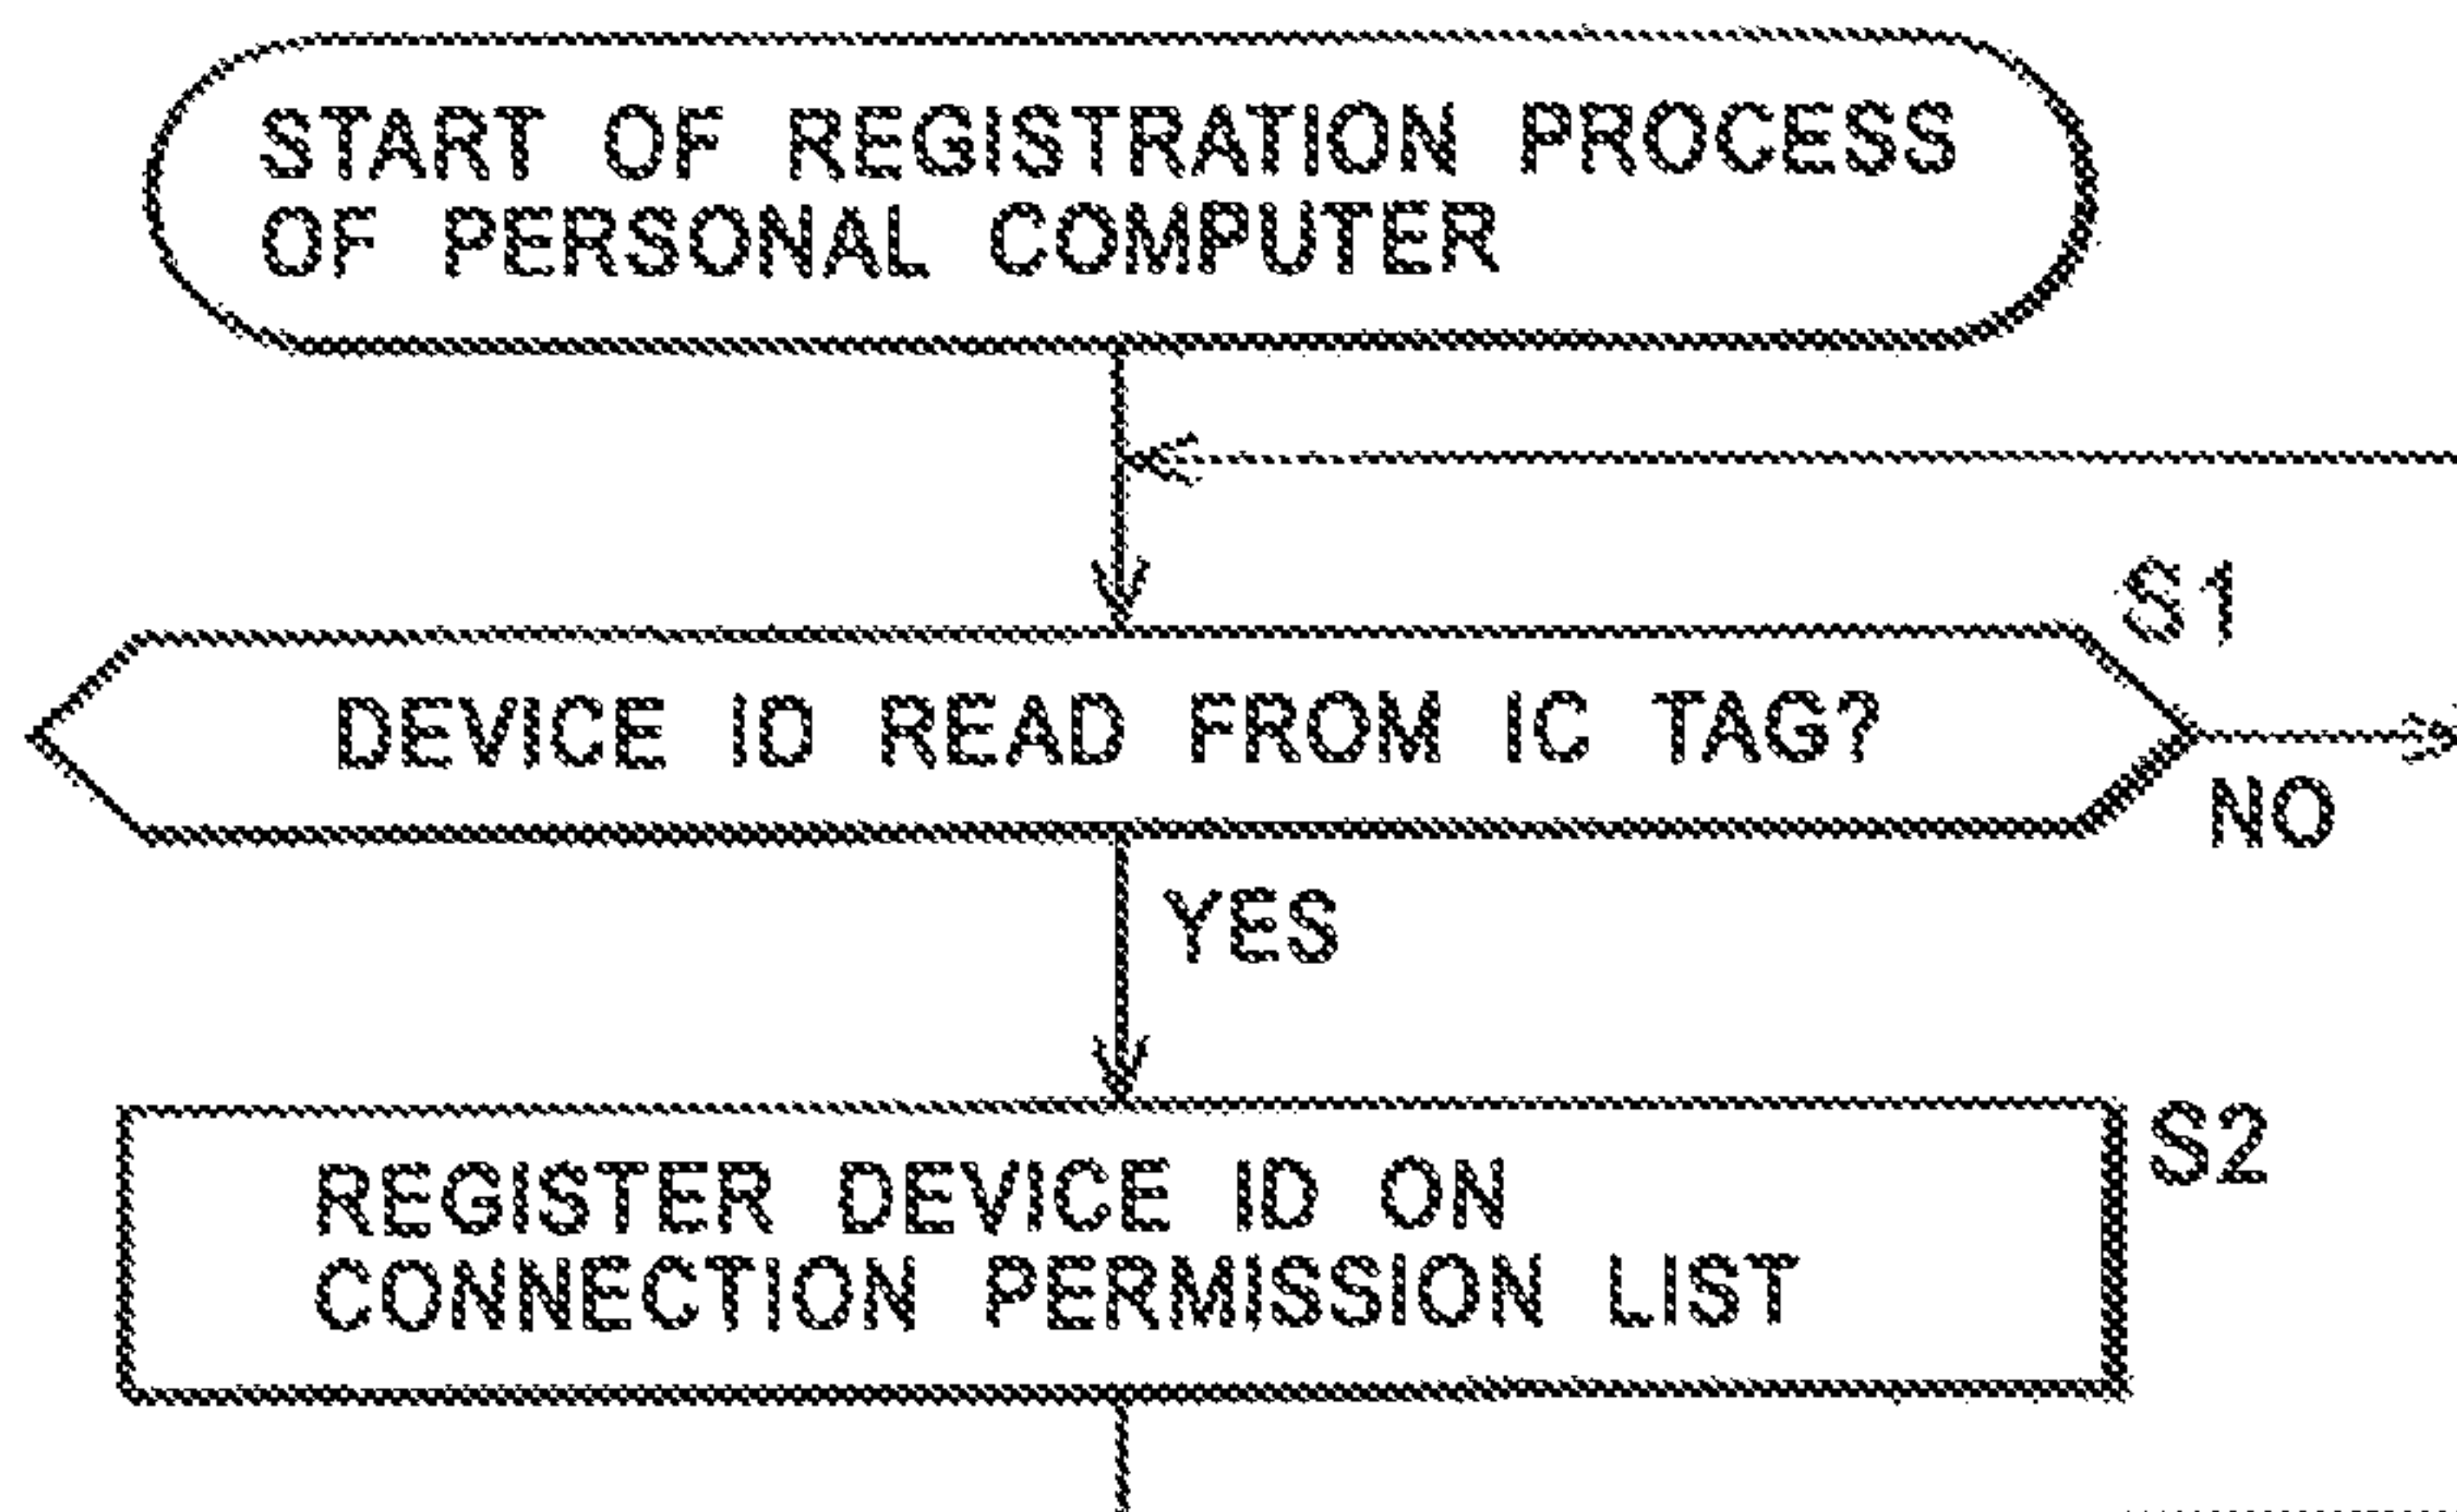 START OF REGISTRATION PROCESS
OF PERSONAL COMPUTER
S1
DEVICE ID READ FROM IC TAG?
NO
YES
S2
REGISTER DEVICE ID ON
CONNECTION PERMISSION LIST